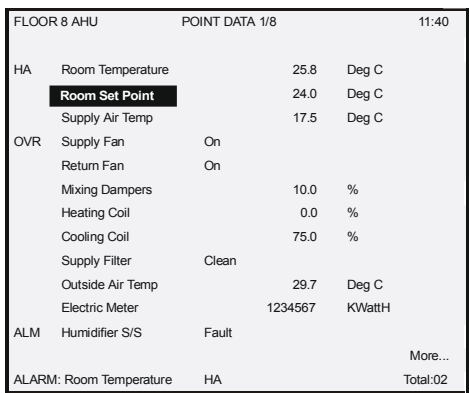 FLOOR 8 AHU POINT DATA 1/8 11:40
HA Room Temperature 25.8 Deg C
Room Set Point 24.0 Deg C
Supply Air Temp 17.5 Deg C
OVR Supply Fan On
Return Fan On
Mixing Dampers 10.0 %
Heating Coil 0.0 %
Cooling Coil 75.0 %
Supply Filter Clean
Outside Air Temp 29.7 Deg C
Electric Meter 1234567 KWattH
ALM Humidifier S/S Fault
More...
ALARM: Room Temperature HA Total:02